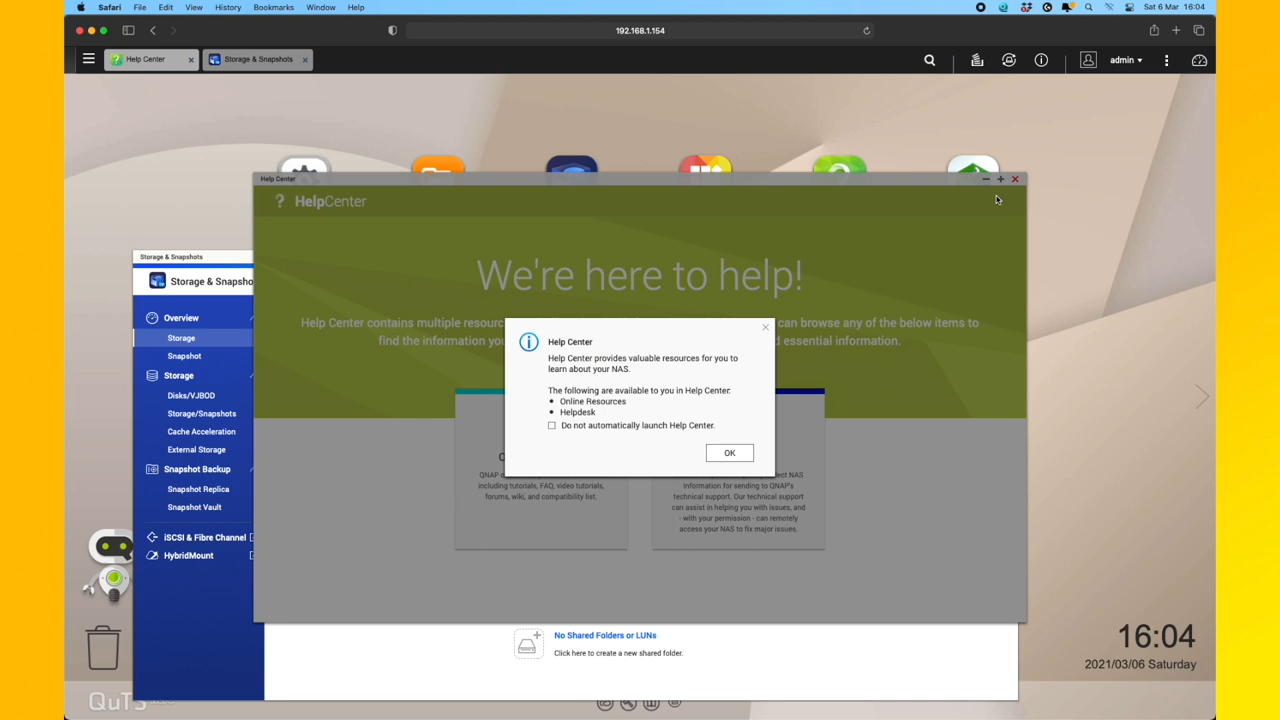 Safari File Edit View History Bookmarks Window Help Sat 6 Mar 16:04
192.168.1.154
Help Center Storage & Snapshots admin
Help Center
HelpCenter
We're here to help!
Storage & Snapshots
Storage & Snapsho
Overview
Storage
Snapshot
Storage
Disks/VJBOD
Storage/Snapshots
Cache Acceleration
External Storage
Snapshot Backup
Snapshot Replica
Snapshot Vault
iSCSI & Fibre Channel
HybridMount
Help Center contains multiple resourc can browse any of the below items to
find the information you d essential information.
Help Center
Help Center provides valuable resources for you to
learn about your NAS.
The following are available to you in Help Center:
Online Resources
Helpdesk
Do not automatically launch Help Center.
OK
QNAP o
including tutorials, FAQ, video tutorials,
forums, wiki, and compatibility list.
lect NAS
information for sending to QNAP's
technical support. Our technical support
can assist in helping you with issues, and
- with your permission - can remotely
access your NAS to fix major issues.
No Shared Folders or LUNs
Click here to create a new shared folder.
16:04
2021/03/06 Saturday
QuTS